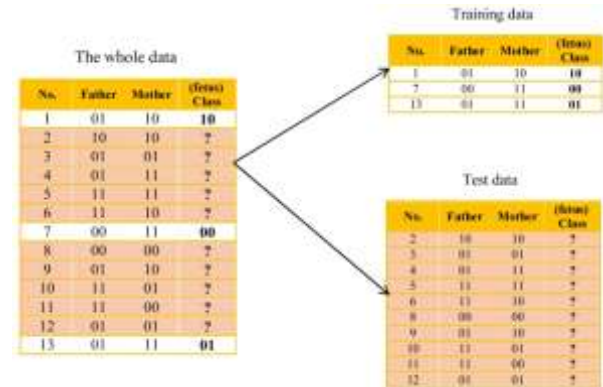 The whole data
No. Father Mother (fetus) Class
1 01 10 10
2 10 10 ?
3 01 01 ?
4 01 11 ?
5 11 11 ?
6 11 10 ?
7 00 11 00
8 00 00 ?
9 01 10 ?
10 11 01 ?
11 11 00 ?
12 01 01 ?
13 01 11 01
Training data
No. Father Mother (fetus) Class
1 01 10 10
7 00 11 00
13 01 11 01
Test data
No. Father Mother (fetus) Class
2 10 10 ?
3 01 01 ?
4 01 11 ?
5 11 11 ?
6 11 10 ?
8 00 00 ?
9 01 10 ?
10 11 01 ?
11 11 00 ?
12 01 01 ?